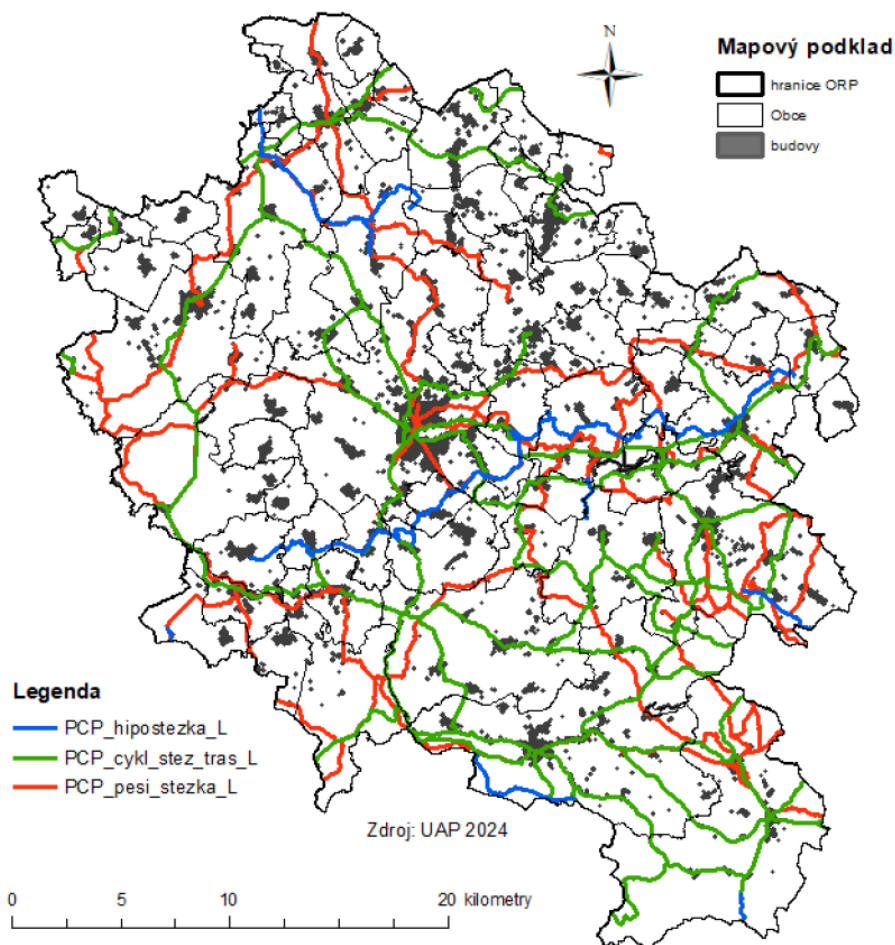 N
Mapový podklad
hranice ORP
Obce
budovy
Legenda
PCP_hipostezka_L
PCP_cykl_stez_tras_L
PCP_pesi_stezka_L
Zdroj: UAP 2024
0 5 10 20 kilometry